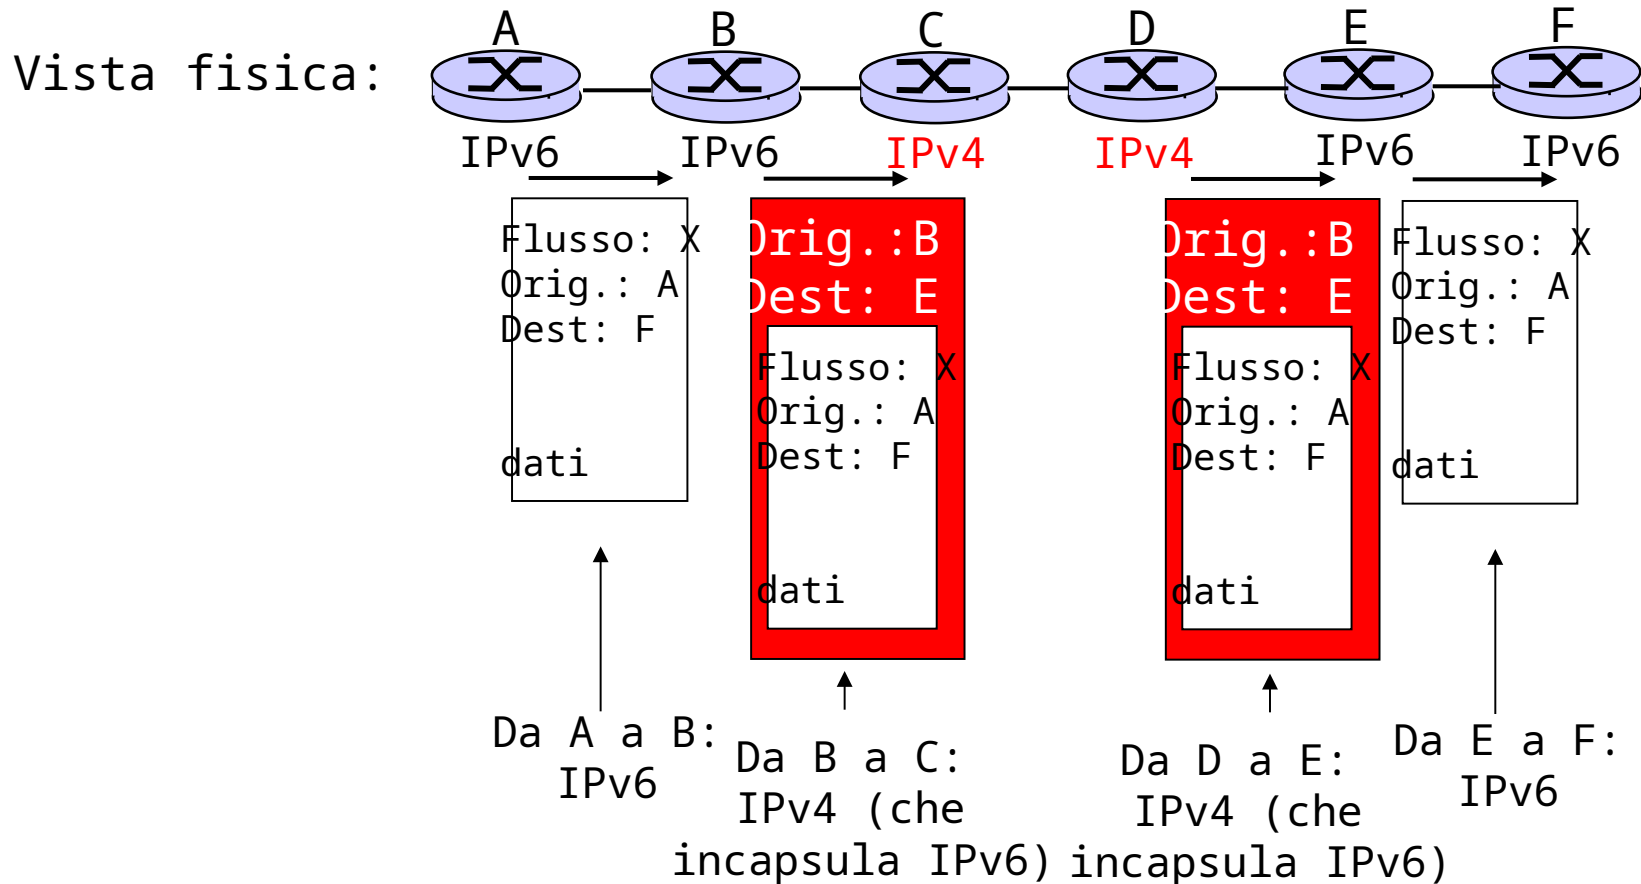 A B C D E F
Vista fisica:
IPv6 IPv6 IPv4 IPv4 IPv6 IPv6
Flusso: X
Orig.: A
Dest: F
dati
Orig.:B
Dest: E
Flusso: X
Orig.: A
Dest: F
dati
Orig.:B
Dest: E
Flusso: X
Orig.: A
Dest: F
dati
Flusso: X
Orig.: A
Dest: F
dati
Da A a B:
IPv6
Da B a C:
IPv4 (che
incapsula IPv6)
Da D a E:
IPv4 (che
incapsula IPv6)
Da E a F:
IPv6